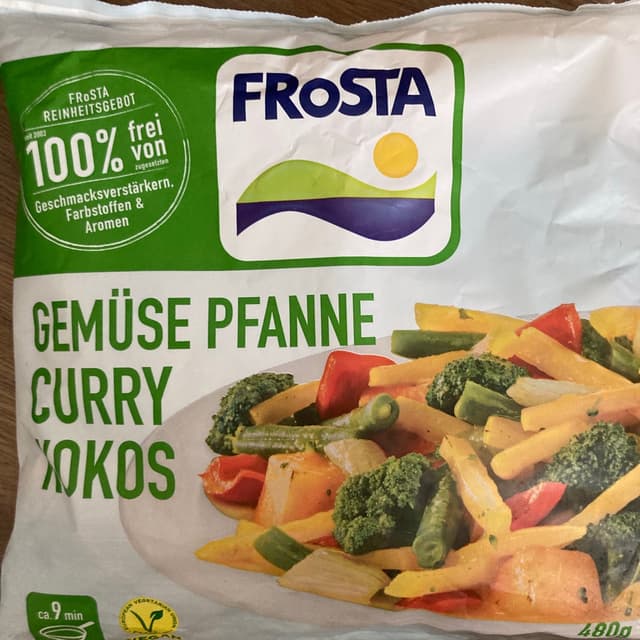 FRoSTA
REINHEITSGEBOT
seit 2003
100% frei von
zugesetzten
Geschmacksverstärkern,
Farbstoffen &
Aromen
FRoSTA
GEMÜSE PFANNE
CURRY
KOKOS
ca. 9 min
VEGAN
480g